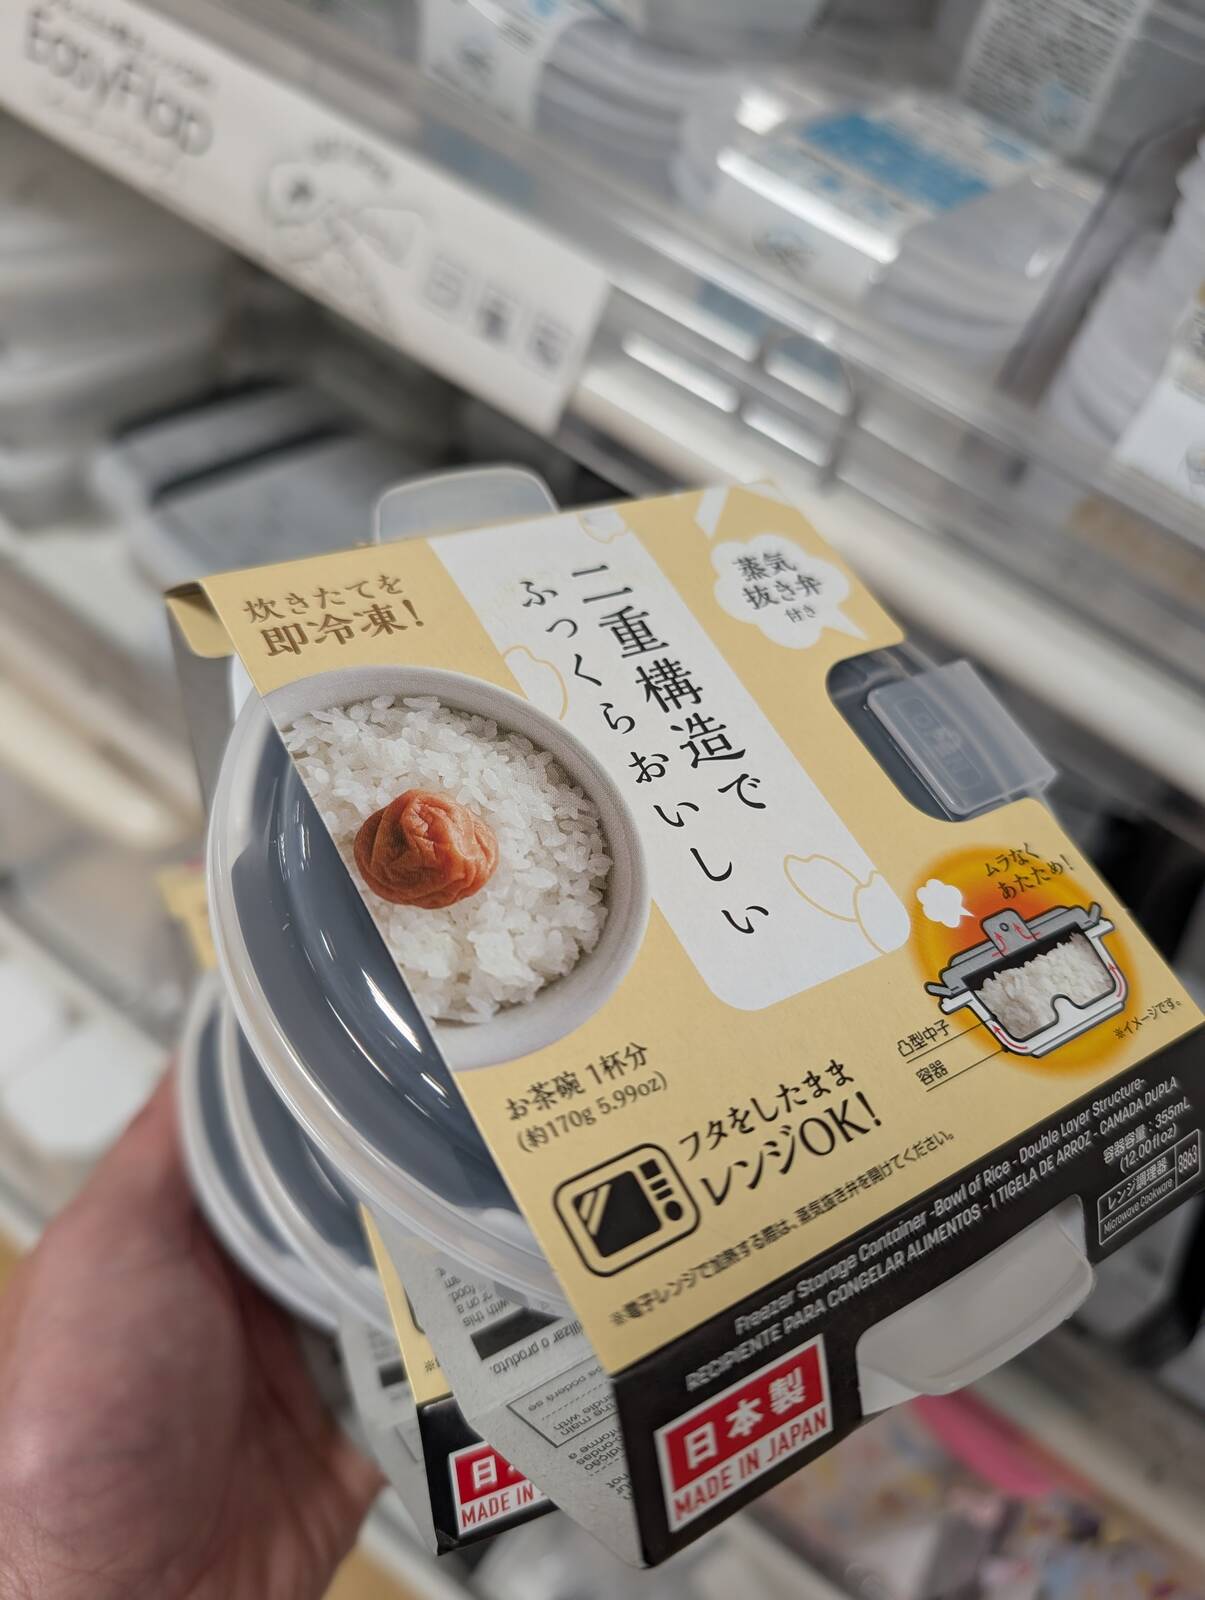 EasyFlap
炊きたてを
即冷凍!
二重構造で
ふっくらおいしい
蒸気
抜き弁
付き
ムラなく
あたため!
凸型中子
容器
※イメージです。
お茶碗 1杯分
(約170g 5.99oz)
フタをしたまま
レンジOK!
※電子レンジで加熱する際は、蒸気抜き弁を開けてください。
Freezer Storage Container -Bowl of Rice - Double Layer Structure-
RECIPIENTE PARA CONGELAR ALIMENTOS - 1 TIGELA DE ARROZ - CAMADA DUPLA
容器容量:355mL
(12.00fl oz)
レンジ調理器
Microwave Cookware
8863
日本製
MADE IN JAPAN
日
MADE IN